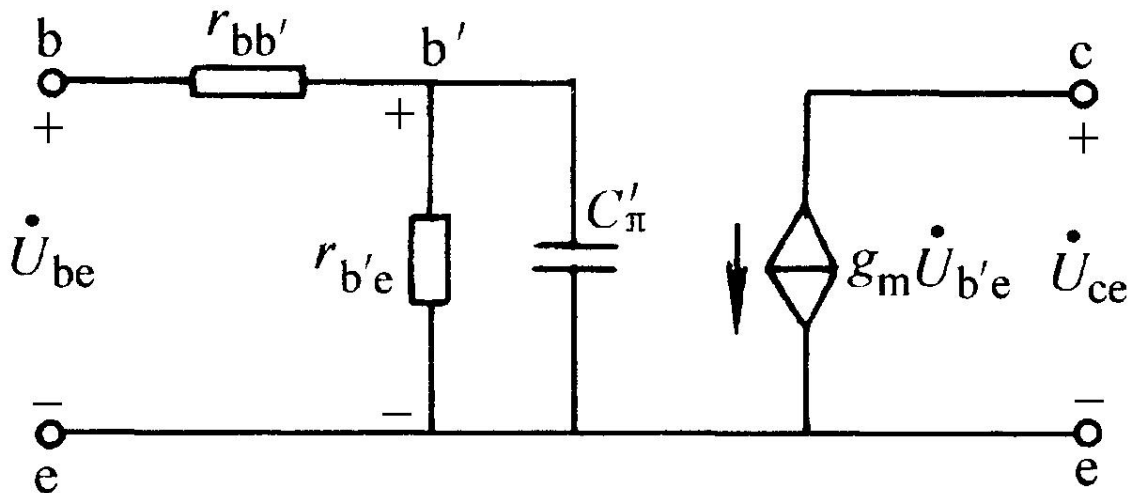 b r_bb′ b′ c
+ + +
U̇_be r_b′e C′_π g_m U̇_b′e U̇_ce
− − −
e e